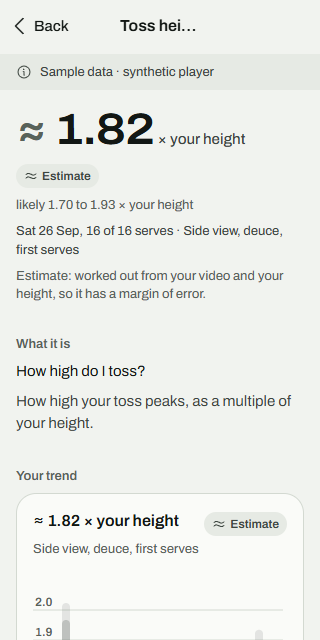 Back
Toss hei...
Sample data · synthetic player
≈ 1.82 × your height
≈ Estimate
likely 1.70 to 1.93 × your height
Sat 26 Sep, 16 of 16 serves · Side view, deuce,
first serves
Estimate: worked out from your video and your
height, so it has a margin of error.
What it is
How high do I toss?
How high your toss peaks, as a multiple of
your height.
Your trend
≈ 1.82 × your height
≈ Estimate
Side view, deuce, first serves
2.0
1.9